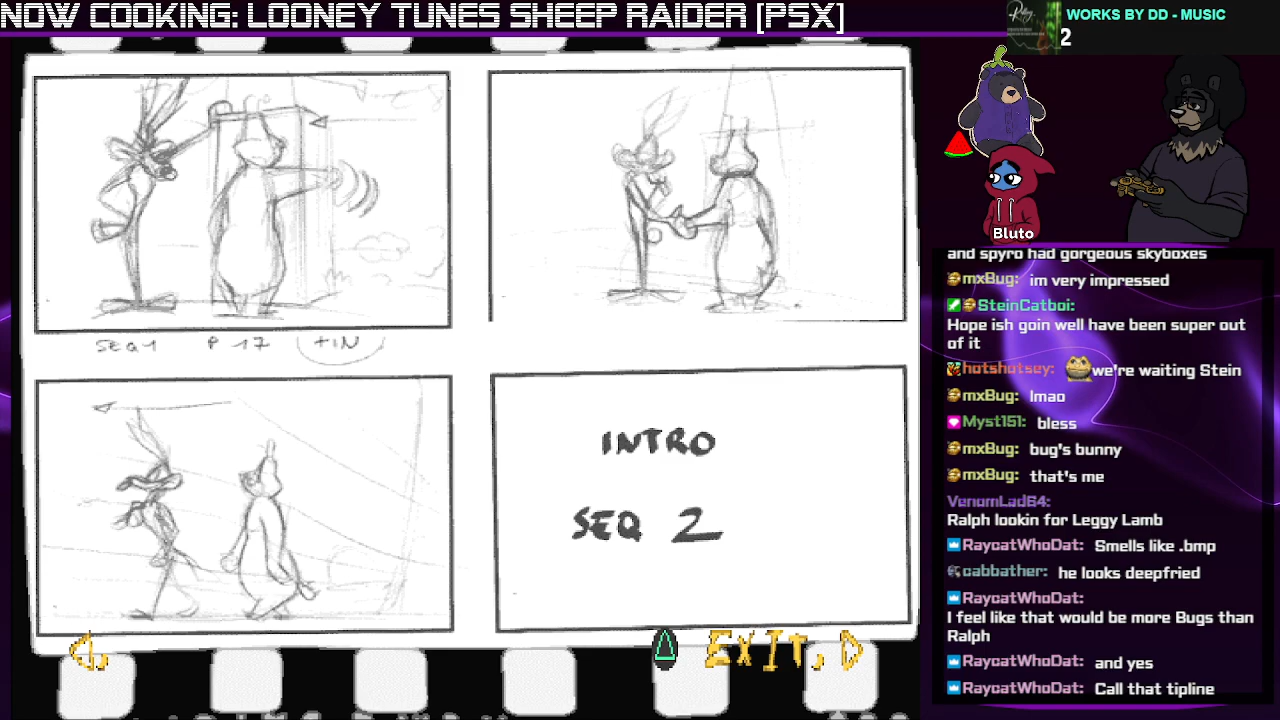 NOW COOKING: LOONEY TUNES SHEEP RAIDER [PSX]
WORKS BY DD - MUSIC
2
Bluto
SEQ 1 P 17 +IN
INTRO
SEQ 2
EXIT
and spyro had gorgeous skyboxes
mxBug: im very impressed
SteinCatboi:
Hope ish goin well have been super out
of it
hotshotsey: we're waiting Stein
mxBug: lmao
Myst151: bless
mxBug: bug's bunny
mxBug: that's me
VenomLad64:
Ralph lookin for Leggy Lamb
RaycatWhoDat: Smells like .bmp
cabbather: he looks deepfried
RaycatWhoDat:
I feel like that would be more Bugs than
Ralph
RaycatWhoDat: and yes
RaycatWhoDat: Call that tipline